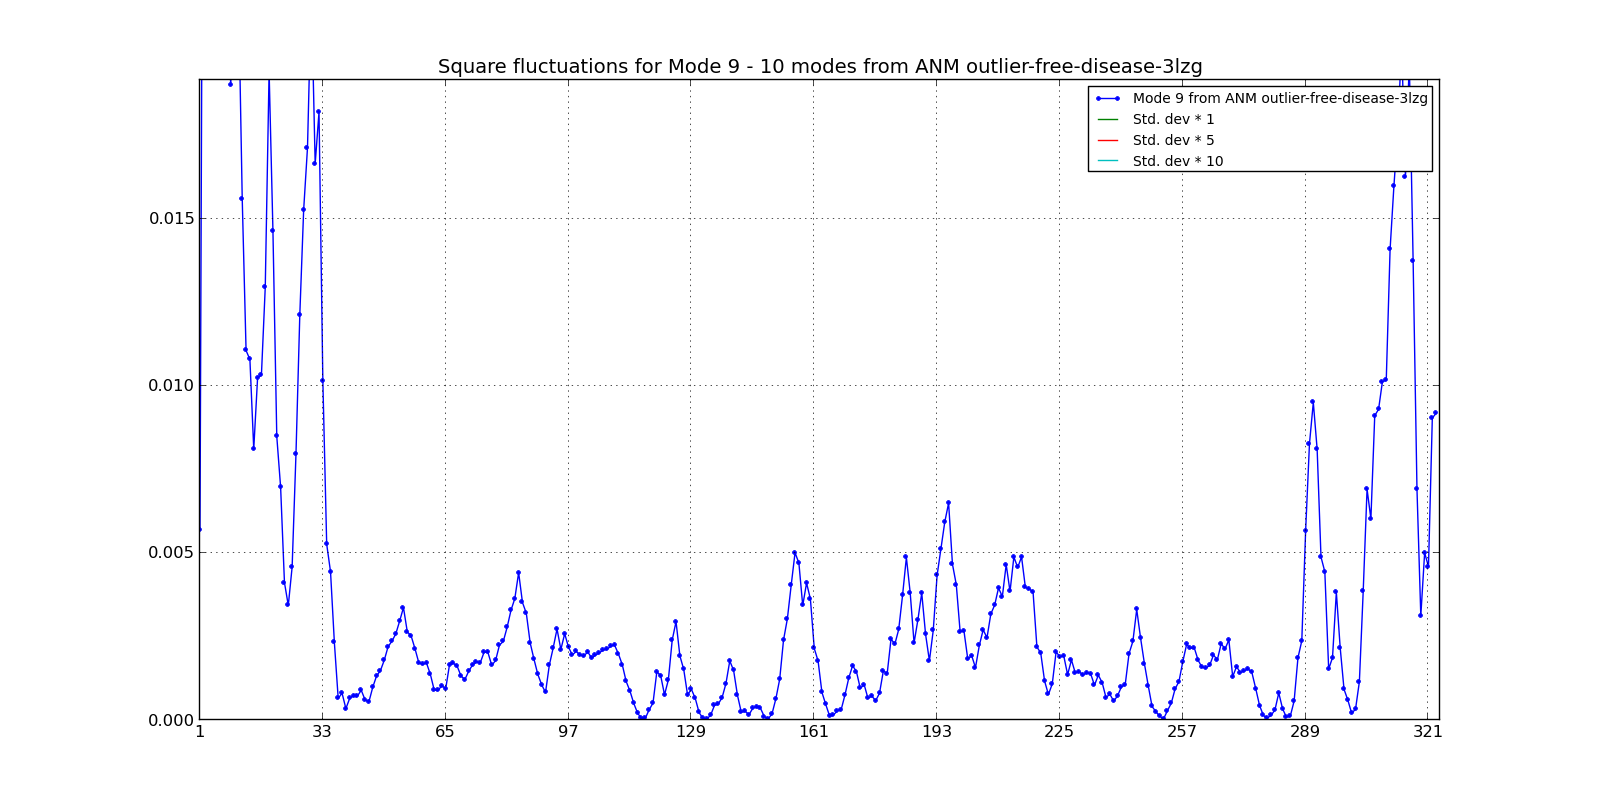 Square fluctuations for Mode 9 - 10 modes from ANM outlier-free-disease-3lzg
Mode 9 from ANM outlier-free-disease-3lzg
Std. dev * 1
Std. dev * 5
Std. dev * 10
0.015
0.010
0.005
0.000
1 33 65 97 129 161 193 225 257 289 321